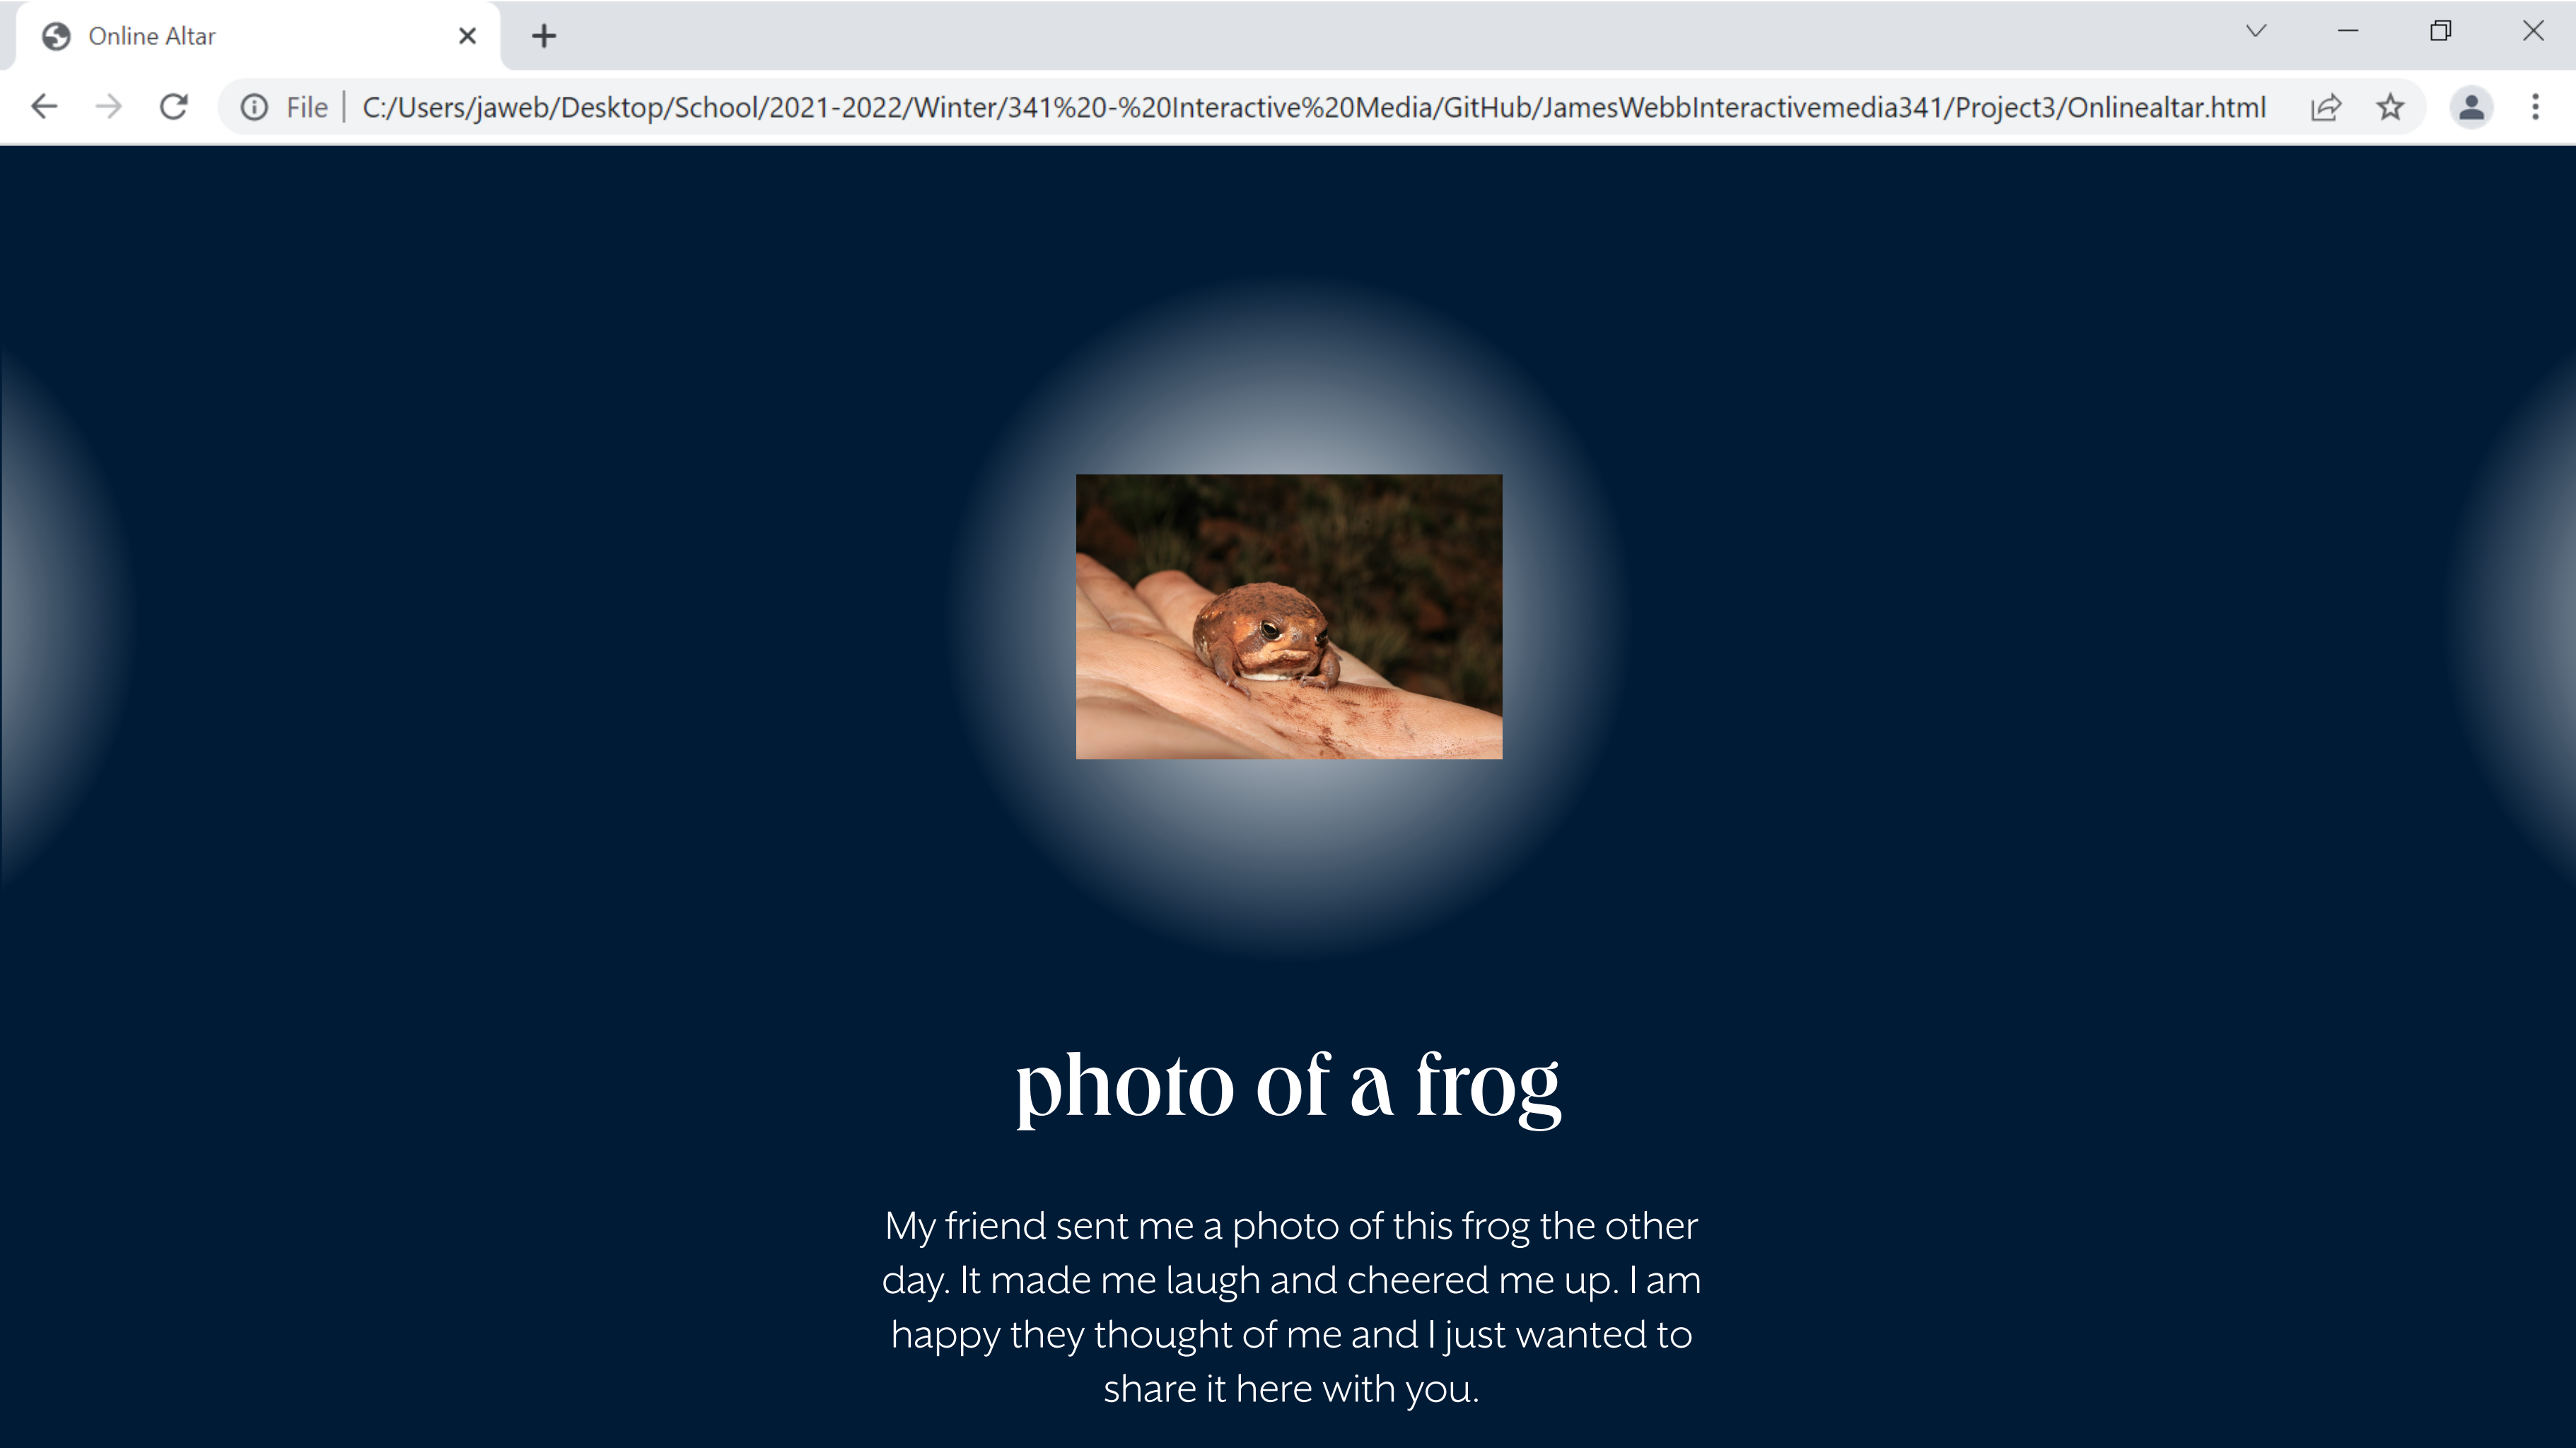 Online Altar
File | C:/Users/jaweb/Desktop/School/2021-2022/Winter/341%20-%20Interactive%20Media/GitHub/JamesWebbInteractivemedia341/Project3/Onlinealtar.html
photo of a frog
My friend sent me a photo of this frog the other
day. It made me laugh and cheered me up. I am
happy they thought of me and I just wanted to
share it here with you.